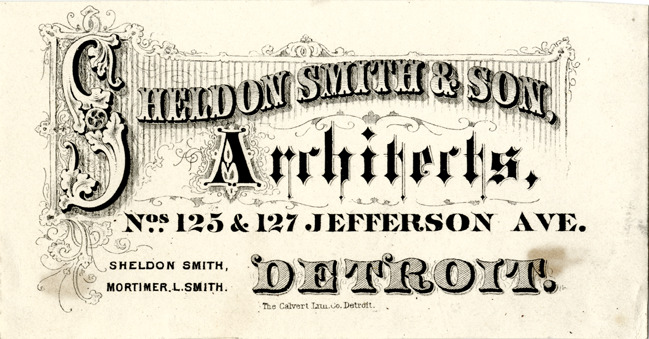 SHELDON SMITH & SON,
Architects,
Nos. 125 & 127 JEFFERSON AVE.
SHELDON SMITH,
MORTIMER.L.SMITH.
DETROIT.
The Calvert Lith. Co. Detroit.